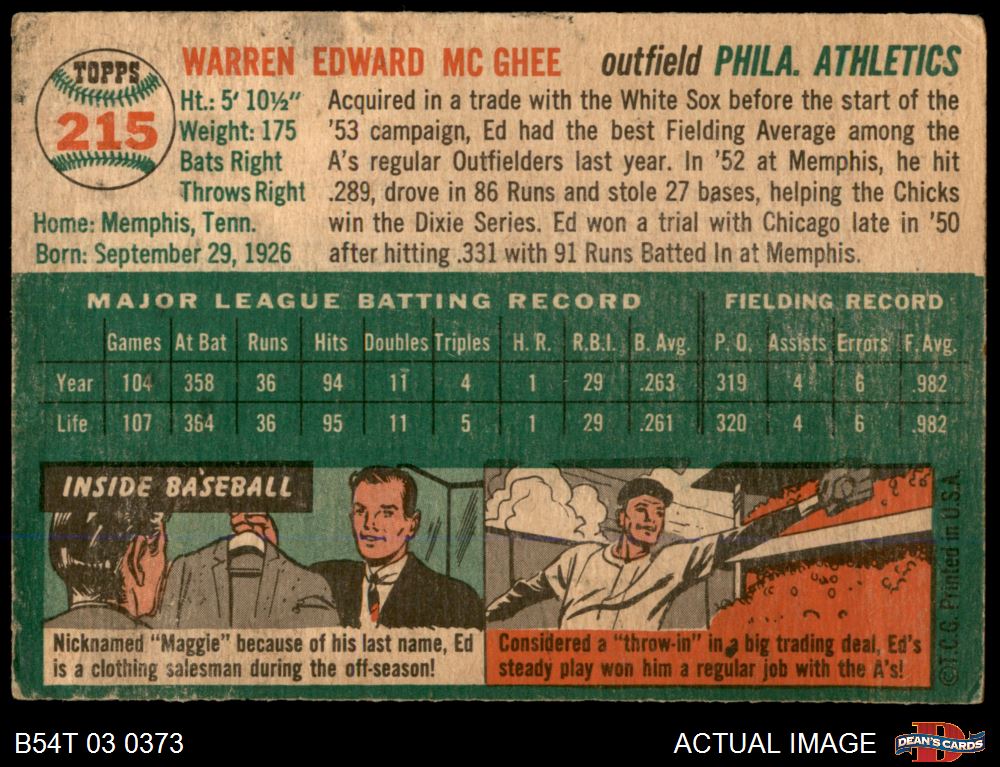 TOPPS
215
WARREN EDWARD MC GHEE outfield PHILA. ATHLETICS
Ht.: 5' 10½"
Weight: 175
Bats Right
Throws Right
Home: Memphis, Tenn.
Born: September 29, 1926
Acquired in a trade with the White Sox before the start of the
'53 campaign, Ed had the best Fielding Average among the
A's regular Outfielders last year. In '52 at Memphis, he hit
.289, drove in 86 Runs and stole 27 bases, helping the Chicks
win the Dixie Series. Ed won a trial with Chicago late in '50
after hitting .331 with 91 Runs Batted In at Memphis.
MAJOR LEAGUE BATTING RECORD FIELDING RECORD
Games At Bat Runs Hits Doubles Triples H. R. R.B.I. B. Avg. P. O. Assists Errors F. Avg.
Year 104 358 36 94 11 4 1 29 .263 319 4 6 .982
Life 107 364 36 95 11 5 1 29 .261 320 4 6 .982
INSIDE BASEBALL
Nicknamed "Maggie" because of his last name, Ed
is a clothing salesman during the off-season!
Considered a "throw-in" in a big trading deal, Ed's
steady play won him a regular job with the A's!
©T.C.G. Printed in U.S.A.
B54T 03 0373
ACTUAL IMAGE
DEAN'S CARDS